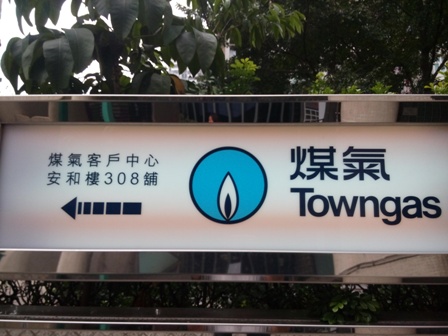 煤氣客戶中心
安和樓308舖
煤氣
Towngas